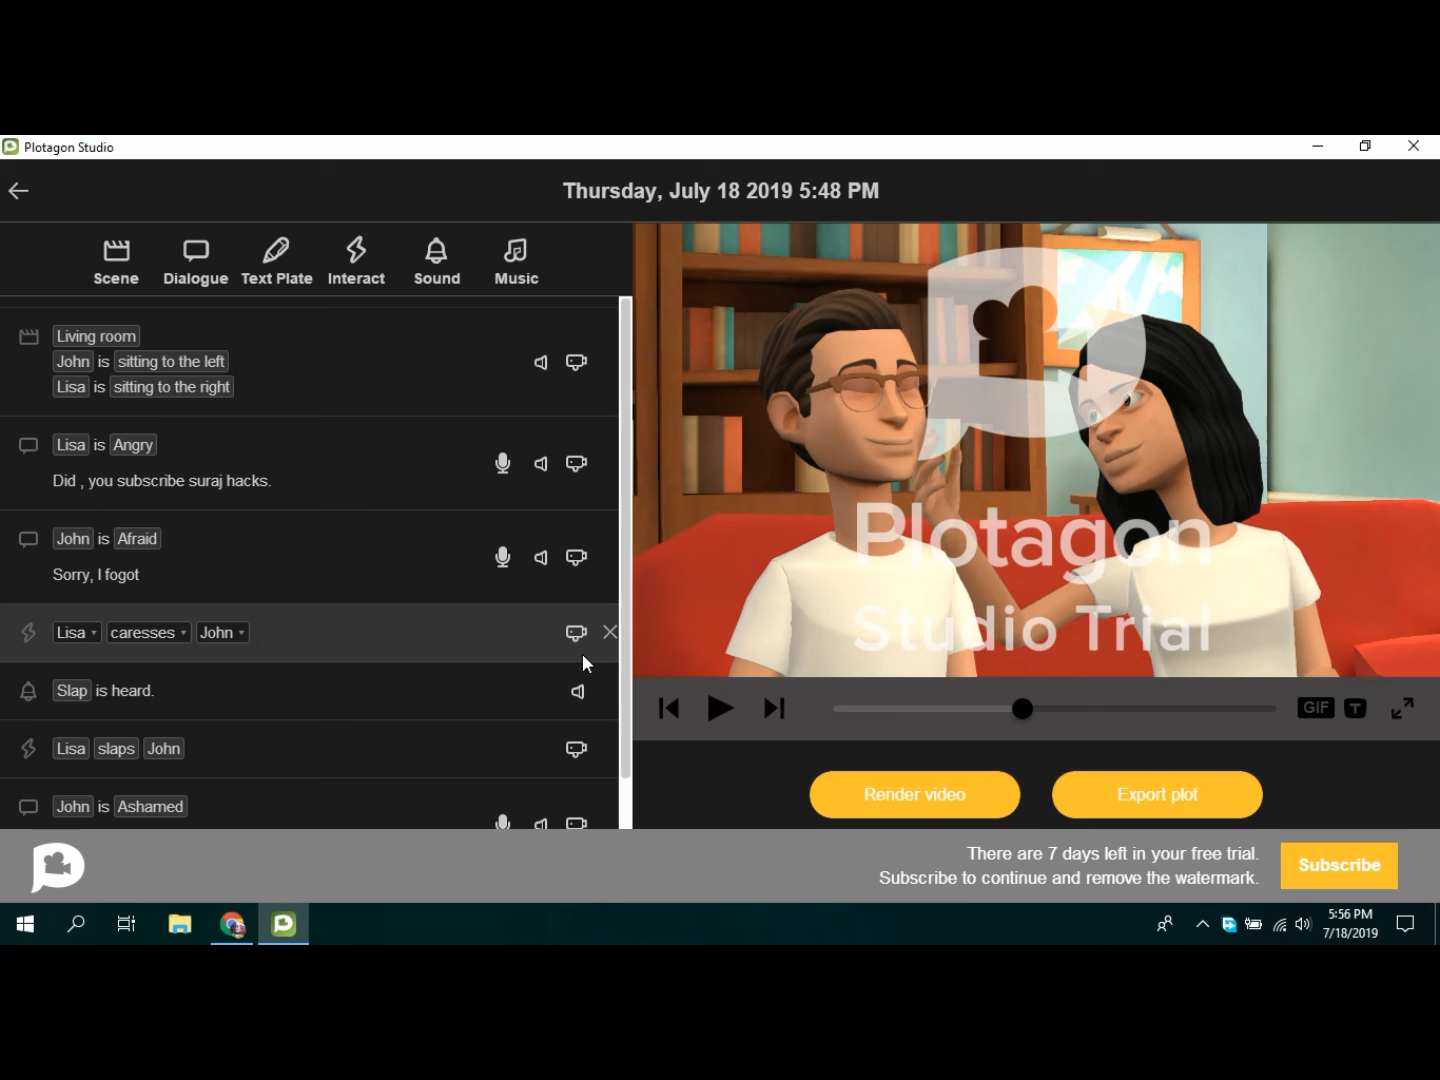 Plotagon Studio
Thursday, July 18 2019 5:48 PM
Scene Dialogue Text Plate Interact Sound Music
Living room
John is sitting to the left
Lisa is sitting to the right
Lisa is Angry
Did , you subscribe suraj hacks.
John is Afraid
Sorry, I fogot
Lisa caresses John
Slap is heard.
Lisa slaps John
John is Ashamed
Plotagon
Studio Trial
GIF T
Render video Export plot
There are 7 days left in your free trial.
Subscribe to continue and remove the watermark.
Subscribe
5:56 PM
7/18/2019